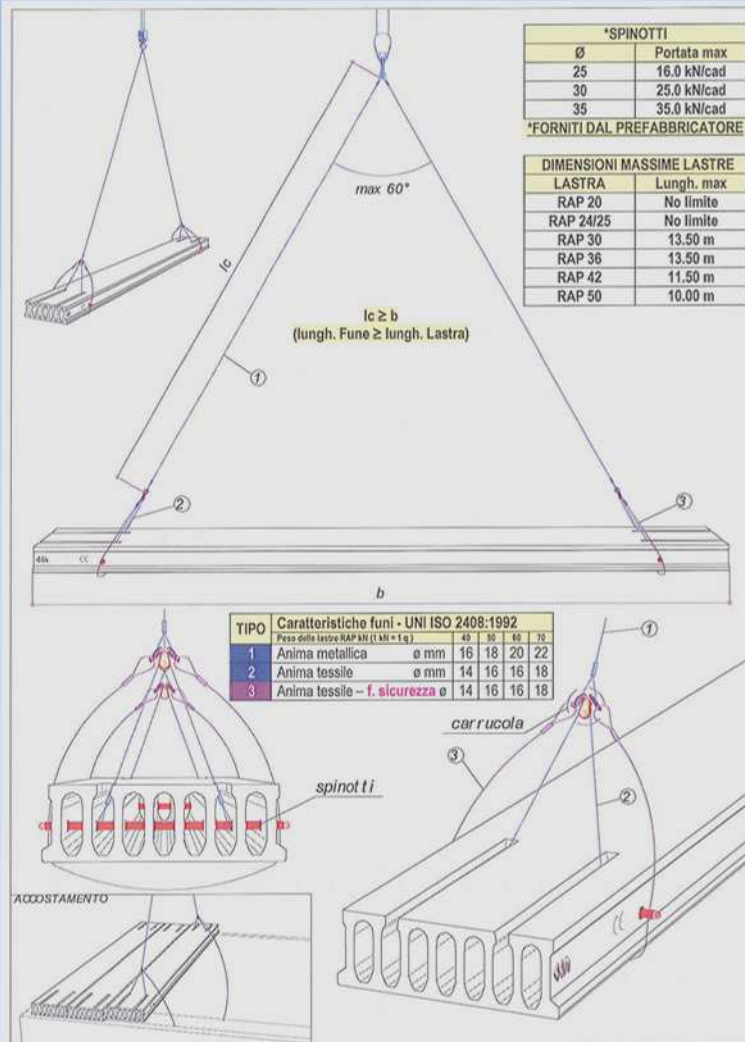 *SPINOTTI
Ø Portata max
25 16.0 kN/cad
30 25.0 kN/cad
35 35.0 kN/cad
*FORNITI DAL PREFABBRICATORE
DIMENSIONI MASSIME LASTRE
LASTRA Lungh. max
RAP 20 No limite
RAP 24/25 No limite
RAP 30 13.50 m
RAP 36 13.50 m
RAP 42 11.50 m
RAP 50 10.00 m
max 60°
lc
lc ≥ b
(lungh. Fune ≥ lungh. Lastra)
1
2
3
b
TIPO Caratteristiche funi - UNI ISO 2408:1992
Peso delle lastre RAP kN (1 kN = 1 q) 40 50 60 70
1 Anima metallica ø mm 16 18 20 22
2 Anima tessile ø mm 14 16 16 18
3 Anima tessile – f. sicurezza ø 14 16 16 18
1
carrucola
3
2
spinotti
ACCOSTAMENTO